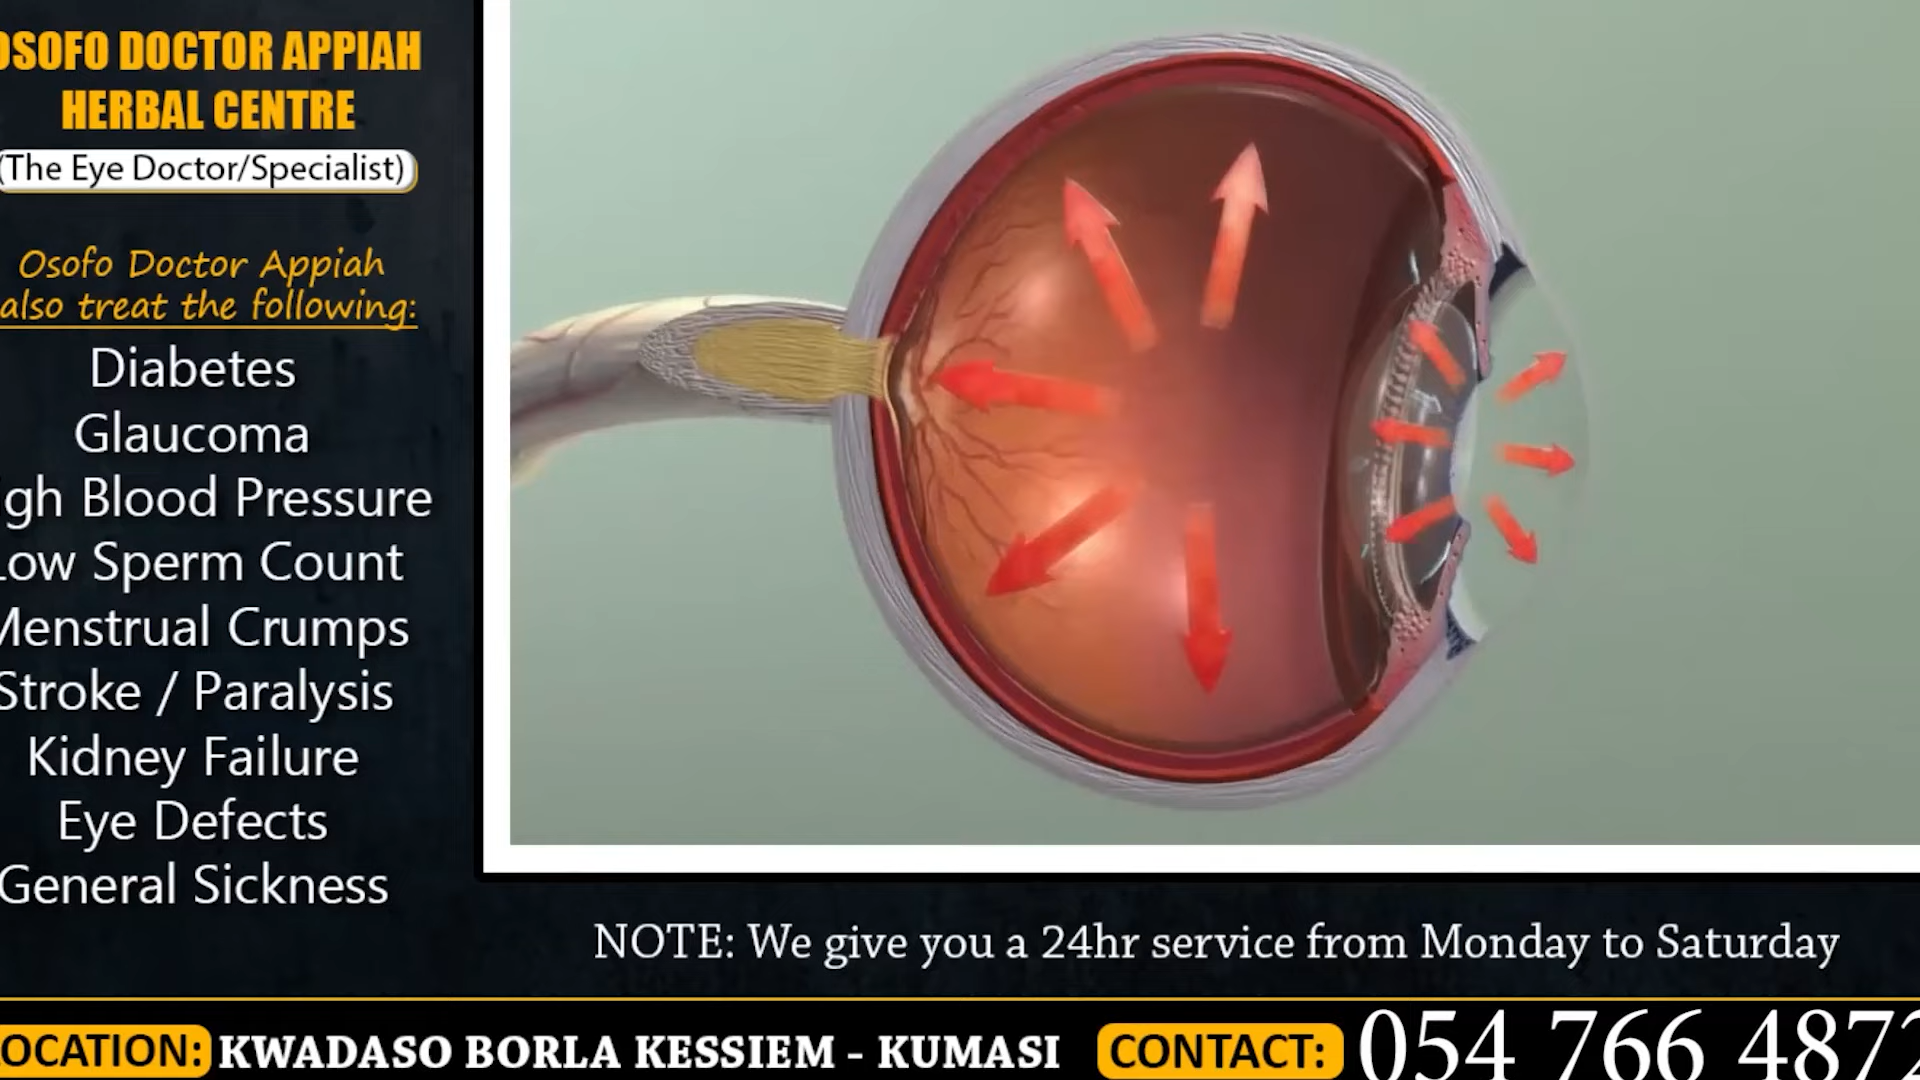 OSOFO DOCTOR APPIAH
HERBAL CENTRE
(The Eye Doctor/Specialist)
Osofo Doctor Appiah
also treat the following:
Diabetes
Glaucoma
gh Blood Pressure
Low Sperm Count
Menstrual Crumps
Stroke / Paralysis
Kidney Failure
Eye Defects
General Sickness
NOTE: We give you a 24hr service from Monday to Saturday
OCATION: KWADASO BORLA KESSIEM - KUMASI CONTACT: 054 766 4872